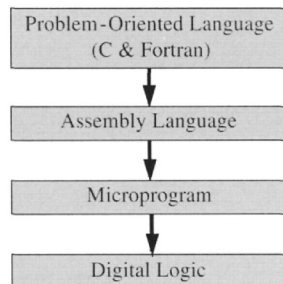 Problem-Oriented Language
(C & Fortran)
Assembly Language
Microprogram
Digital Logic